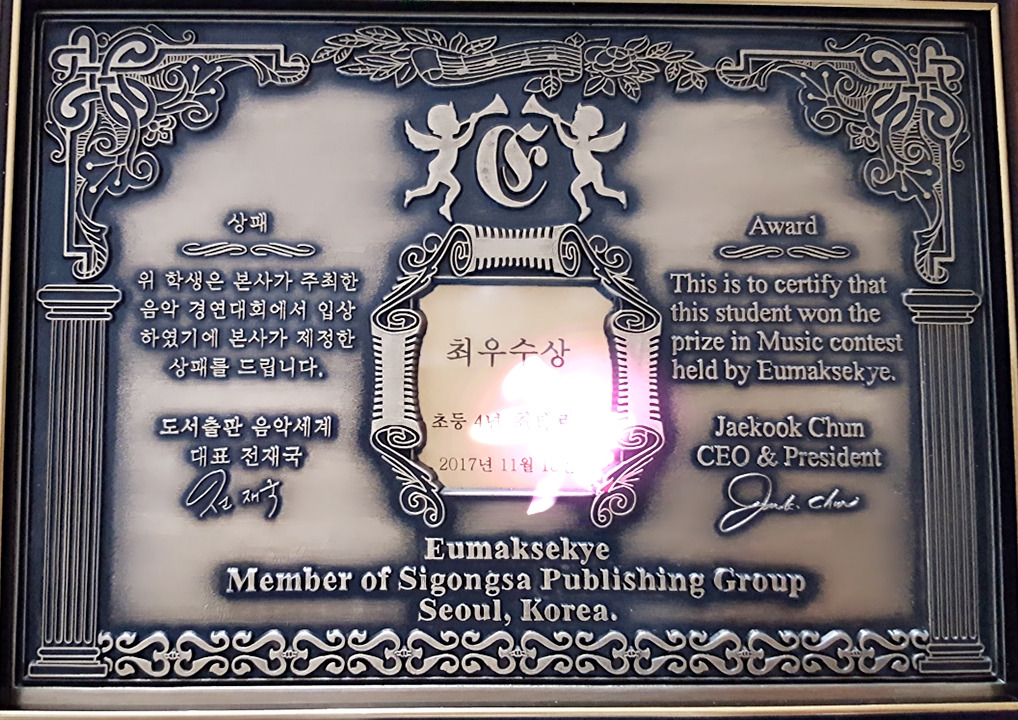 E
상패
위 학생은 본사가 주최한
음악 경연대회에서 입상
하였기에 본사가 제정한
상패를 드립니다.
도서출판 음악세계
대표 전재국
전재국
최우수상
초등 4년
2017년 11월
Award
This is to certify that
this student won the
prize in Music contest
held by Eumaksekye.
Jaekook Chun
CEO & President
Eumaksekye
Member of Sigongsa Publishing Group
Seoul, Korea.